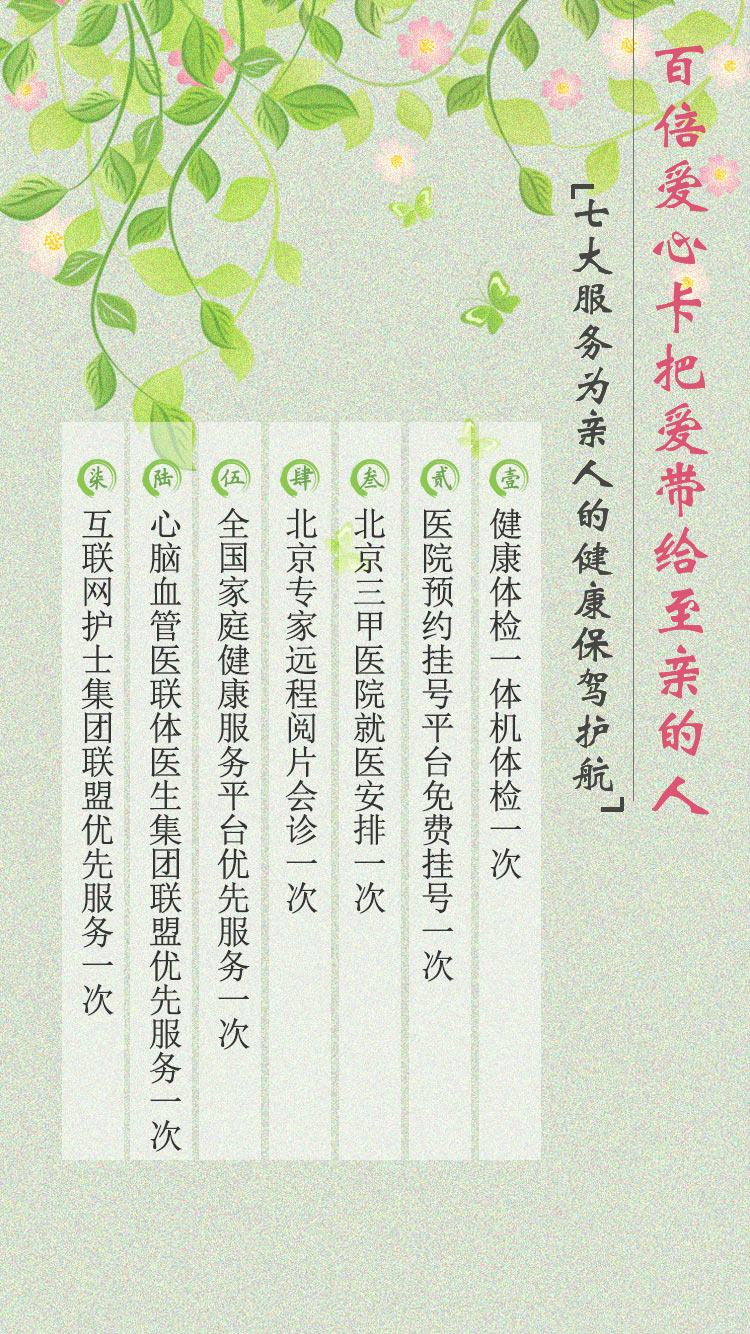 百倍爱心卡把爱带给至亲的人
七大服务为亲人的健康保驾护航
壹 健康体检一体机体检一次
贰 医院预约挂号平台免费挂号一次
叁 北京三甲医院就医安排一次
肆 北京专家远程阅片会诊一次
伍 全国家庭健康服务平台优先服务一次
陆 心脑血管医联体医生集团联盟优先服务一次
柒 互联网护士集团联盟优先服务一次